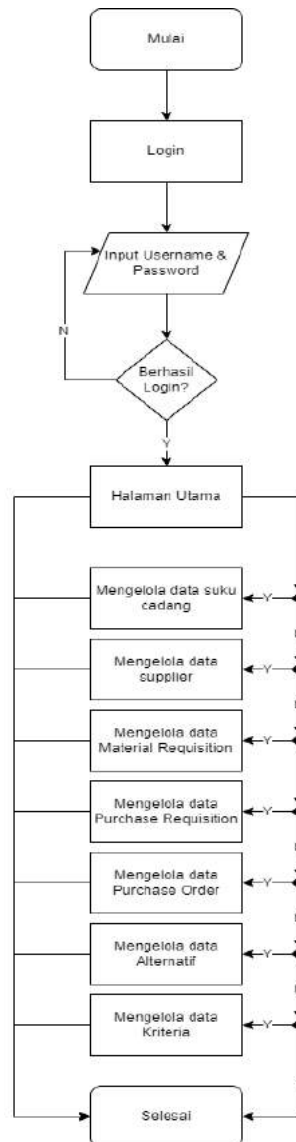 Mulai
Login
Input Username &
Password
N
Berhasil
Login?
Y
Halaman Utama
Mengelola data suku
cadang
Y
Mengelola data
supplier
Y
Mengelola data
Material Requisition
Y
Mengelola data
Purchase Requisition
Y
Mengelola data
Purchase Order
Y
Mengelola data
Alternatif
Y
Mengelola data
Kriteria
Y
Selesai